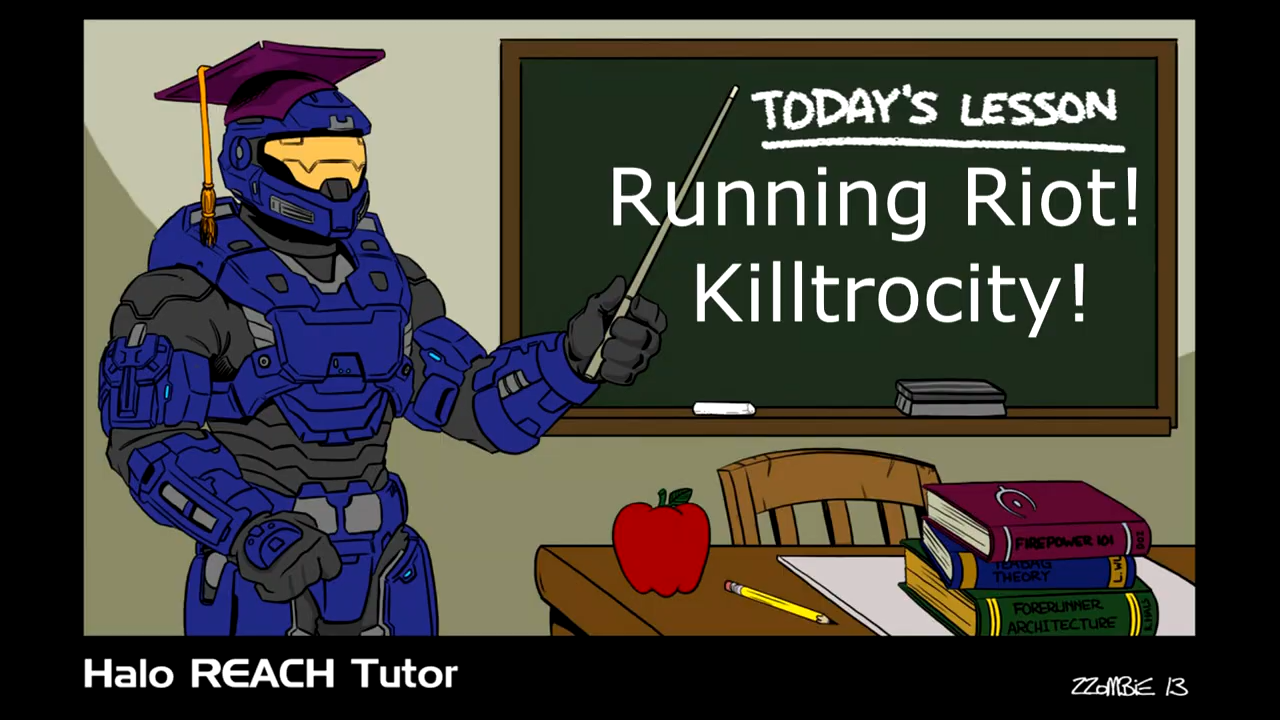 TODAY'S LESSON
Running Riot!
Killtrocity!
FIREPOWER 101
TEABAG
THEORY
FORERUNNER
ARCHITECTURE
Halo REACH Tutor
ZZOMBIE 13